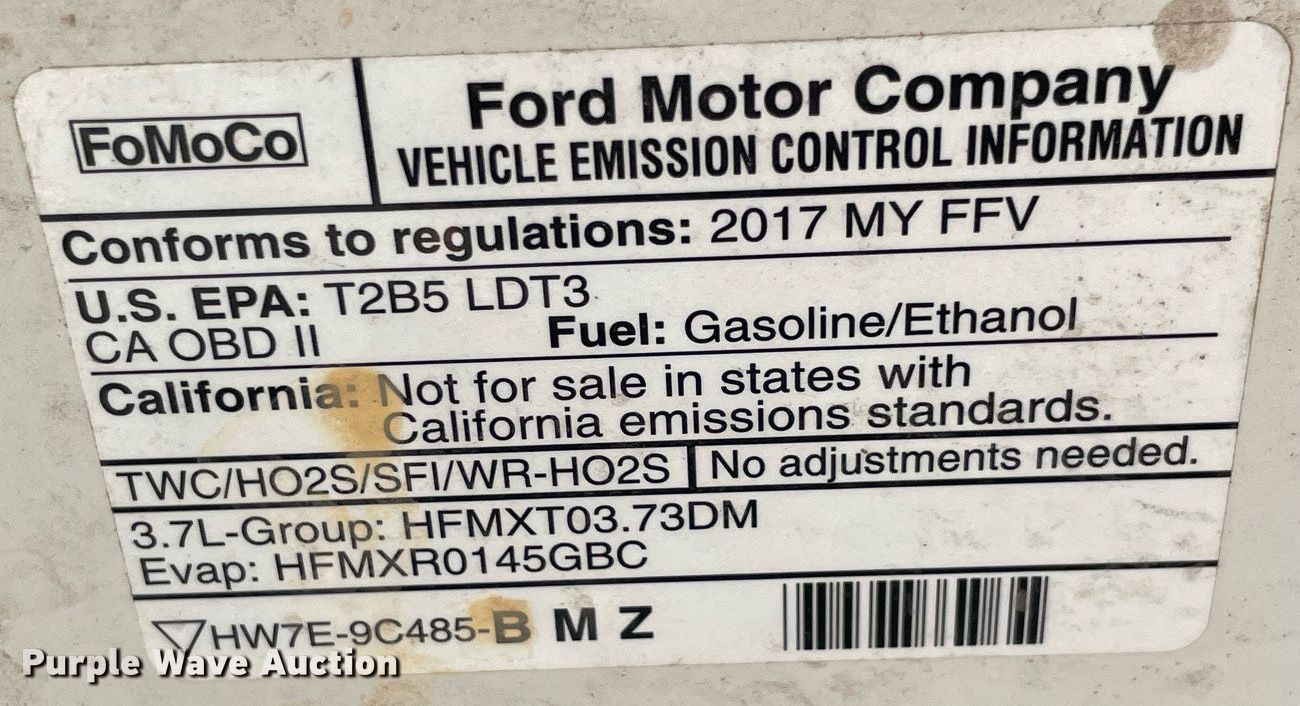 FoMoCo
Ford Motor Company
VEHICLE EMISSION CONTROL INFORMATION
Conforms to regulations: 2017 MY FFV
U.S. EPA: T2B5 LDT3
CA OBD II
Fuel: Gasoline/Ethanol
California: Not for sale in states with
California emissions standards.
TWC/HO2S/SFI/WR-HO2S
No adjustments needed.
3.7L-Group: HFMXT03.73DM
Evap: HFMXR0145GBC
HW7E-9C485-B M Z
Purple Wave Auction